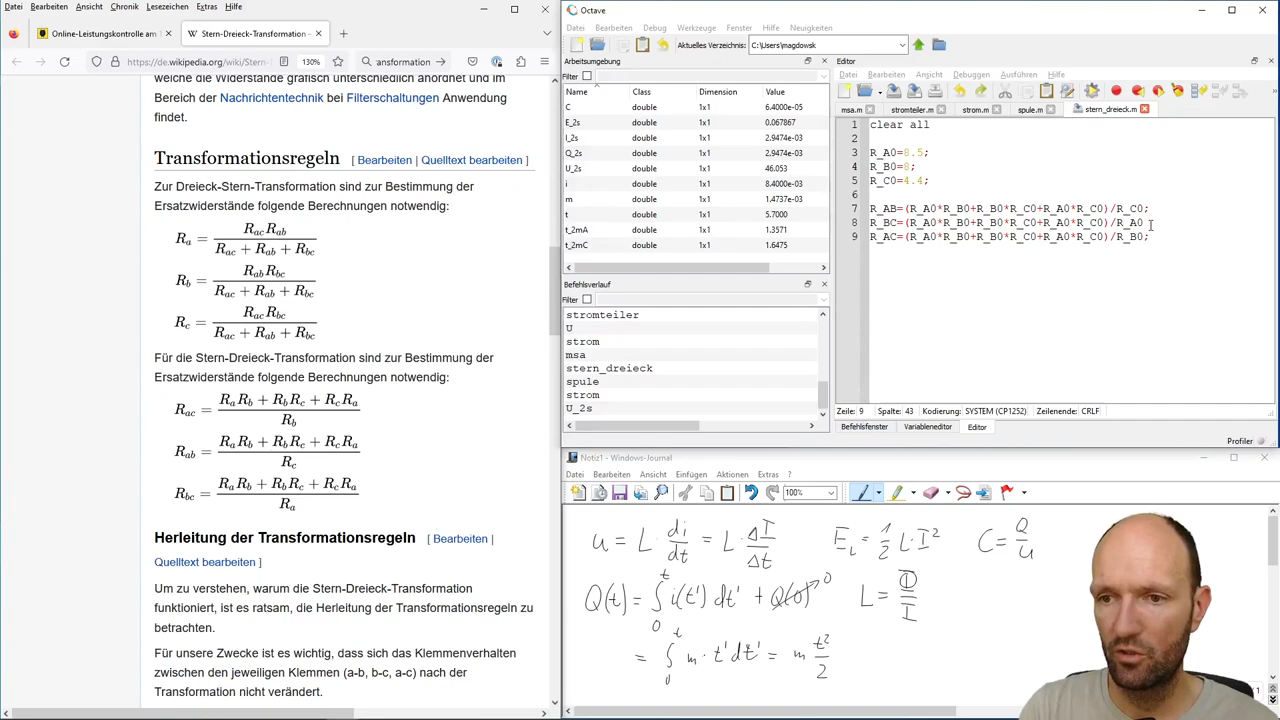 Datei Bearbeiten Ansicht Chronik Lesezeichen Extras Hilfe
Online-Leistungskontrolle am
Stern-Dreieck-Transformation –
https://de.wikipedia.org/wiki/Stern-
130%
ansformation
welche die Widerstände grafisch unterschiedlich anordnet und im
Bereich der Nachrichtentechnik bei Filterschaltungen Anwendung
findet.
Transformationsregeln [ Bearbeiten | Quelltext bearbeiten ]
Zur Dreieck-Stern-Transformation sind zur Bestimmung der
Ersatzwiderstände folgende Berechnungen notwendig:
R_a = R_ac R_ab / (R_ac + R_ab + R_bc)
R_b = R_ab R_bc / (R_ac + R_ab + R_bc)
R_c = R_ac R_bc / (R_ac + R_ab + R_bc)
Für die Stern-Dreieck-Transformation sind zur Bestimmung der
Ersatzwiderstände folgende Berechnungen notwendig:
R_ac = (R_a R_b + R_b R_c + R_c R_a) / R_b
R_ab = (R_a R_b + R_b R_c + R_c R_a) / R_c
R_bc = (R_a R_b + R_b R_c + R_c R_a) / R_a
Herleitung der Transformationsregeln [ Bearbeiten |
Quelltext bearbeiten ]
Um zu verstehen, warum die Stern-Dreieck-Transformation
funktioniert, ist es ratsam, die Herleitung der Transformationsregeln zu
betrachten.
Für unsere Zwecke ist es wichtig, dass sich das Klemmenverhalten
zwischen den jeweiligen Klemmen (a-b, b-c, a-c) nach der
Transformation nicht verändert.
Octave
Datei Bearbeiten Debug Werkzeuge Fenster Hilfe Neuigkeiten
Aktuelles Verzeichnis: C:\Users\magdowsk
Arbeitsumgebung
Filter
Name Class Dimension Value
C double 1x1 6.4000e-05
E_2s double 1x1 0.067867
I_2s double 1x1 2.9474e-03
Q_2s double 1x1 2.9474e-03
U_2s double 1x1 46.053
i double 1x1 8.4000e-03
m double 1x1 1.4737e-03
t double 1x1 5.7000
t_2mA double 1x1 1.3571
t_2mC double 1x1 1.6475
Befehlsverlauf
Filter
stromteiler
U
strom
msa
stern_dreieck
spule
strom
U_2s
Editor
Datei Bearbeiten Ansicht Debuggen Ausführen Hilfe
msa.m stromteiler.m strom.m spule.m stern_dreieck.m
1 clear all
2
3 R_A0=8.5;
4 R_B0=8;
5 R_C0=4.4;
6
7 R_AB=(R_A0*R_B0+R_B0*R_C0+R_A0*R_C0)/R_C0;
8 R_BC=(R_A0*R_B0+R_B0*R_C0+R_A0*R_C0)/R_A0
9 R_AC=(R_A0*R_B0+R_B0*R_C0+R_A0*R_C0)/R_B0;
Zeile: 9 Spalte: 43 Kodierung: SYSTEM (CP1252) Zeilenende: CRLF
Befehlsfenster Variableneditor Editor
Profiler
Notiz1 - Windows-Journal
Datei Bearbeiten Ansicht Einfügen Aktionen Extras ?
100%
u = L · di/dt = L · ΔI/Δt E_L = 1/2 L·I² C = Q/U
Q(t) = ∫₀ᵗ i(t') dt' + Q(0) 0 L = Φ/I
= ∫₀ᵗ m · t' dt' = m t²/2
1